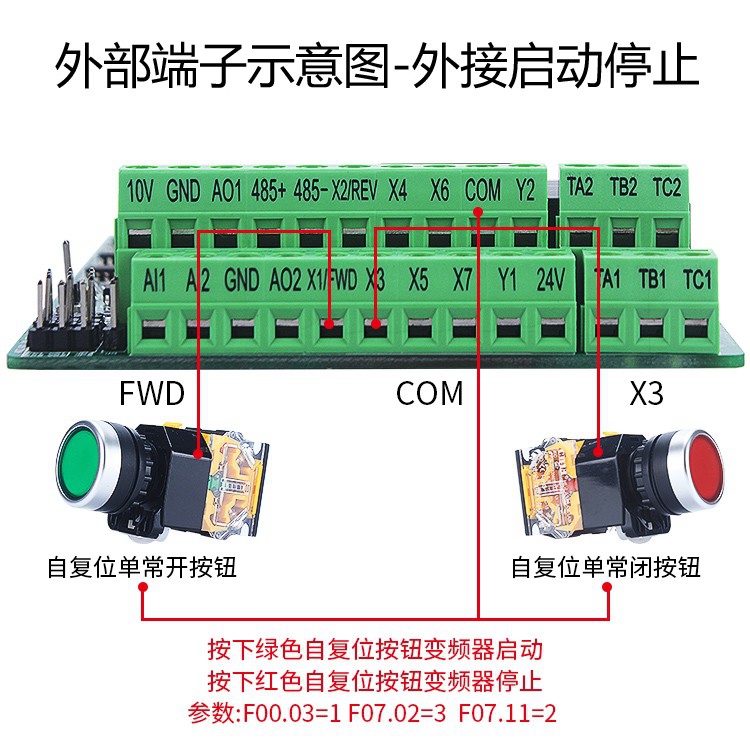 外部端子示意图-外接启动停止
10V GND AO1 485+ 485- X2/REV X4 X6 COM Y2 TA2 TB2 TC2
AI1 AI2 GND AO2 X1/FWD X3 X5 X7 Y1 24V TA1 TB1 TC1
FWD COM X3
自复位单常开按钮 自复位单常闭按钮
按下绿色自复位按钮变频器启动
按下红色自复位按钮变频器停止
参数:F00.03=1 F07.02=3 F07.11=2